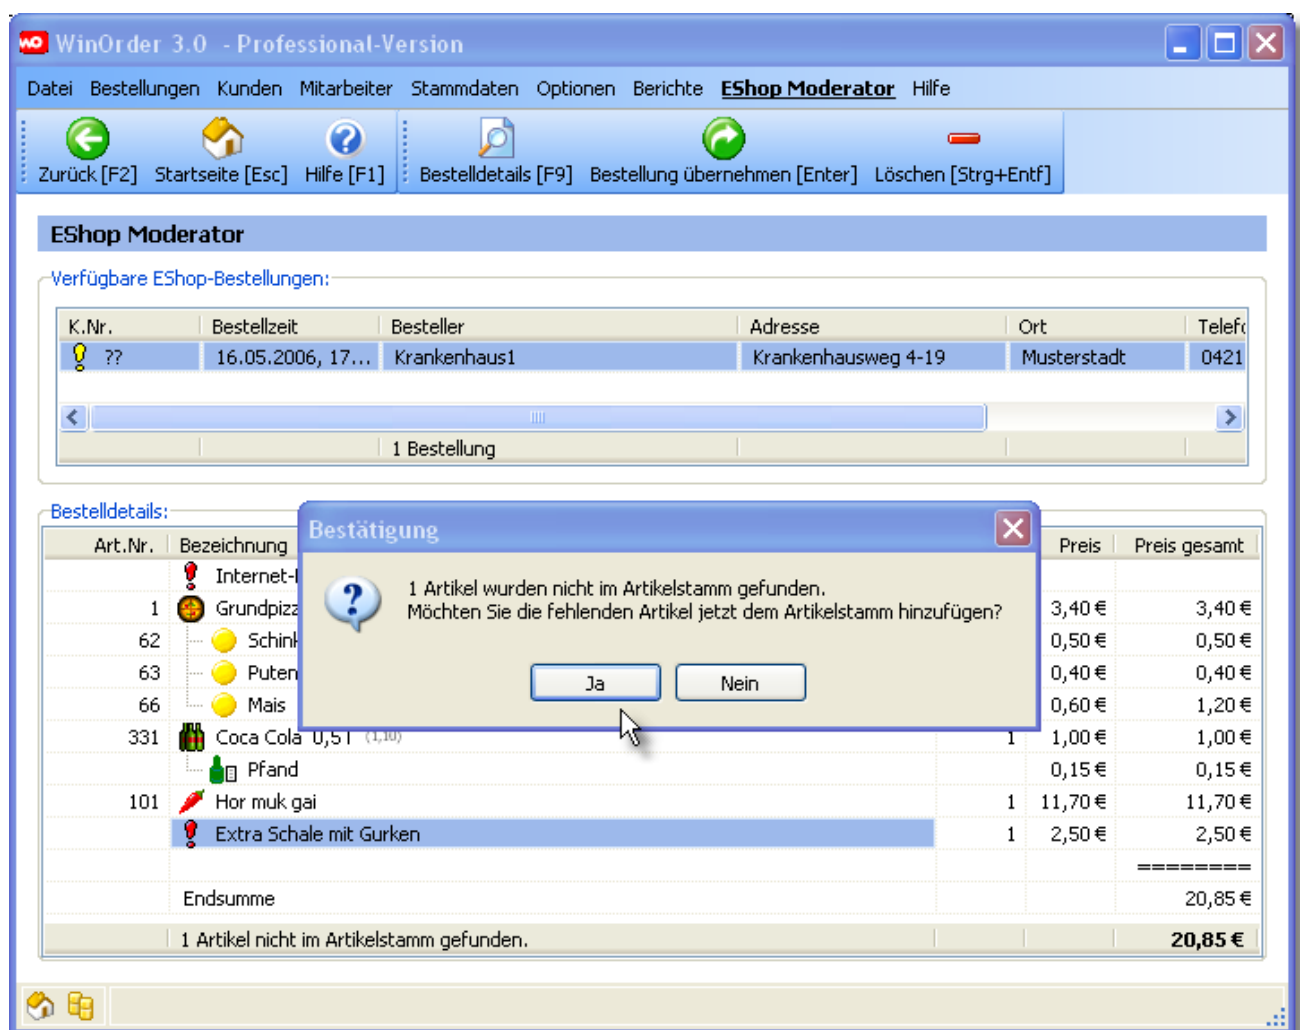 WO WinOrder 3.0 - Professional-Version
Datei Bestellungen Kunden Mitarbeiter Stammdaten Optionen Berichte EShop Moderator Hilfe
Zurück [F2] Startseite [Esc] Hilfe [F1] Bestelldetails [F9] Bestellung übernehmen [Enter] Löschen [Strg+Entf]
EShop Moderator
Verfügbare EShop-Bestellungen:
K.Nr. Bestellzeit Besteller Adresse Ort Telefo
?? 16.05.2006, 17... Krankenhaus1 Krankenhausweg 4-19 Musterstadt 0421
1 Bestellung
Bestelldetails:
Art.Nr. Bezeichnung Preis Preis gesamt
Internet-
1 Grundpizz 3,40 € 3,40 €
62 Schink 0,50 € 0,50 €
63 Puten 0,40 € 0,40 €
66 Mais 0,60 € 1,20 €
Bestätigung
1 Artikel wurden nicht im Artikelstamm gefunden.
Möchten Sie die fehlenden Artikel jetzt dem Artikelstamm hinzufügen?
Ja Nein
331 Coca Cola 0,5 l (1,10) 1 1,00 € 1,00 €
Pfand 0,15 € 0,15 €
101 Hor muk gai 1 11,70 € 11,70 €
Extra Schale mit Gurken 1 2,50 € 2,50 €
========
Endsumme 20,85 €
1 Artikel nicht im Artikelstamm gefunden. 20,85 €